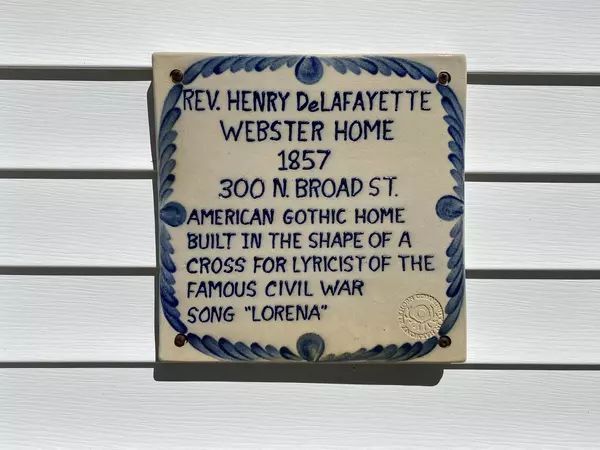 REV. HENRY DeLAFAYETTE
WEBSTER HOME
1857
300 N. BROAD ST.
AMERICAN GOTHIC HOME
BUILT IN THE SHAPE OF A
CROSS FOR LYRICIST OF THE
FAMOUS CIVIL WAR
SONG "LORENA"